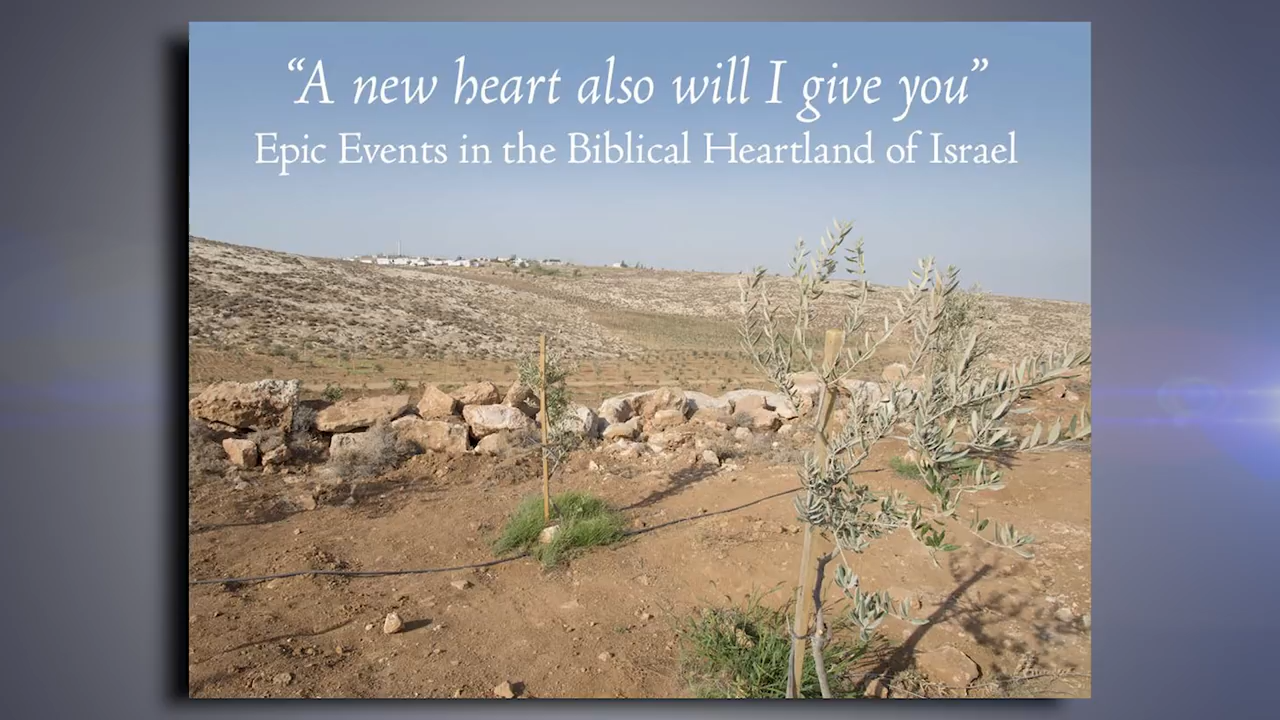 “A new heart also will I give you”
Epic Events in the Biblical Heartland of Israel